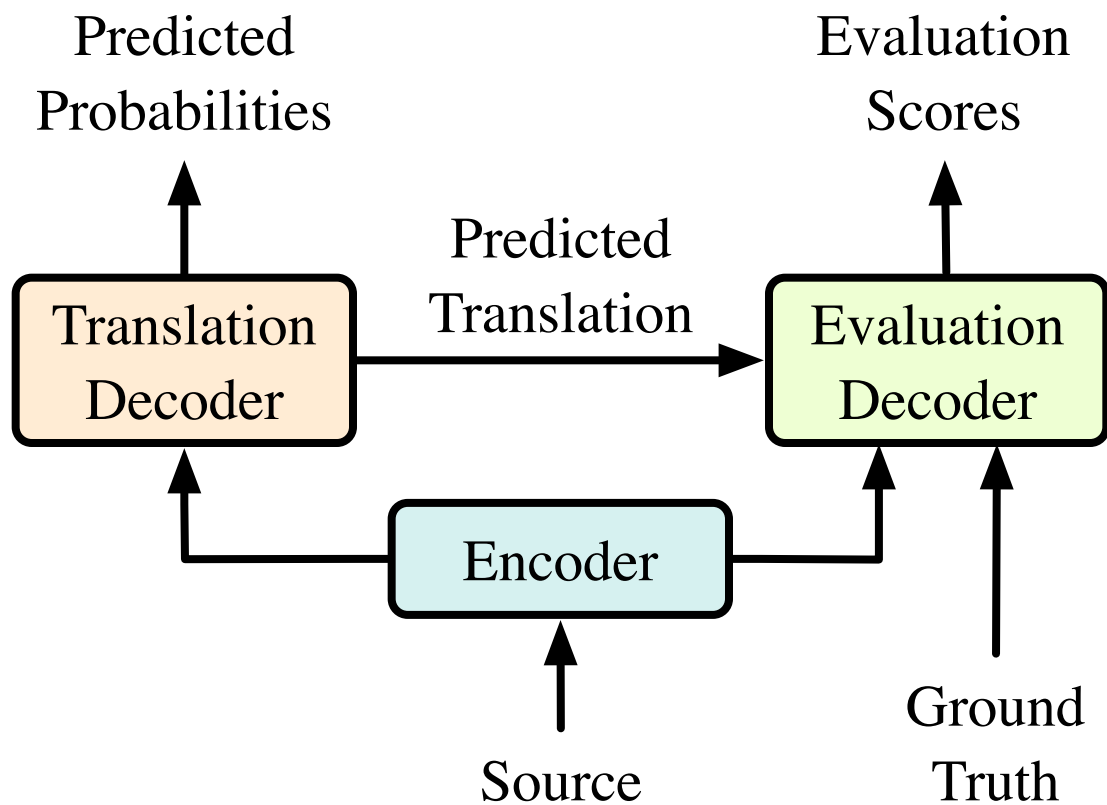 Predicted
Probabilities
Evaluation
Scores
Predicted
Translation
Translation
Decoder
Evaluation
Decoder
Encoder
Source
Ground
Truth